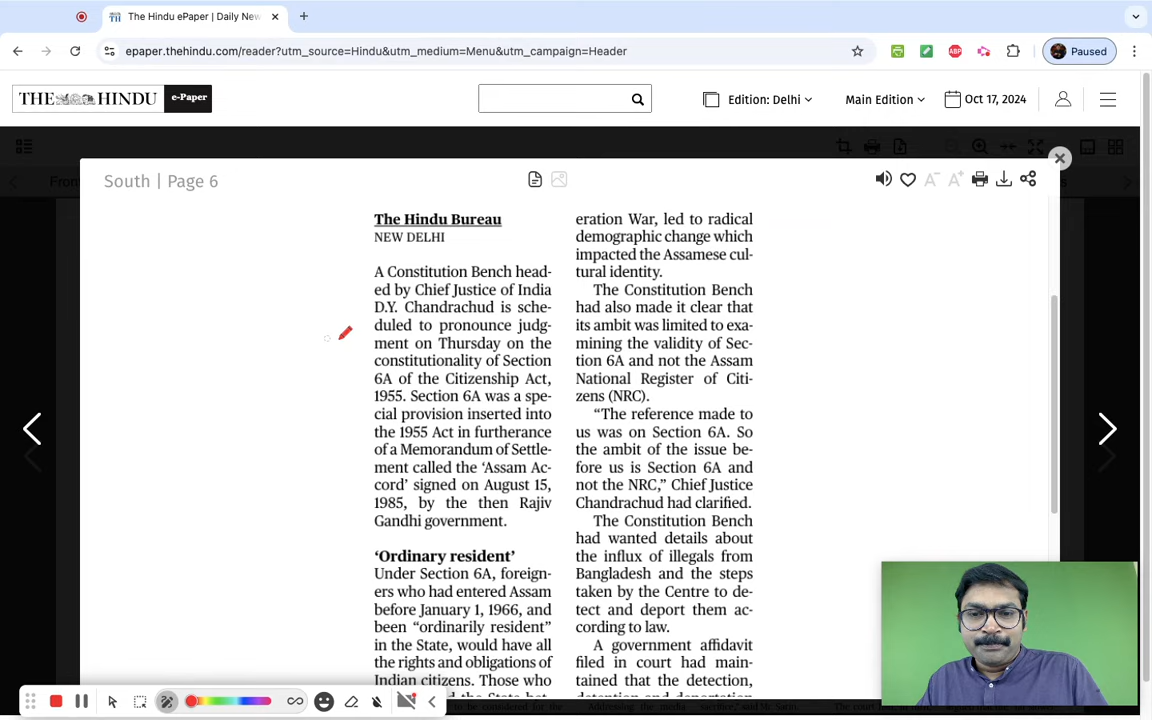 The Hindu ePaper | Daily New
epaper.thehindu.com/reader?utm_source=Hindu&utm_medium=Menu&utm_campaign=Header
ABP
Paused
THE HINDU
e-Paper
Edition: Delhi
Main Edition
Oct 17, 2024
South | Page 6
A-
A+
The Hindu Bureau
NEW DELHI
A Constitution Bench head-
ed by Chief Justice of India
D.Y. Chandrachud is sche-
duled to pronounce judg-
ment on Thursday on the
constitutionality of Section
6A of the Citizenship Act,
1955. Section 6A was a spe-
cial provision inserted into
the 1955 Act in furtherance
of a Memorandum of Settle-
ment called the ‘Assam Ac-
cord’ signed on August 15,
1985, by the then Rajiv
Gandhi government.
‘Ordinary resident’
Under Section 6A, foreign-
ers who had entered Assam
before January 1, 1966, and
been “ordinarily resident”
in the State, would have all
the rights and obligations of
Indian citizens. Those who
eration War, led to radical
demographic change which
impacted the Assamese cul-
tural identity.
The Constitution Bench
had also made it clear that
its ambit was limited to exa-
mining the validity of Sec-
tion 6A and not the Assam
National Register of Citi-
zens (NRC).
“The reference made to
us was on Section 6A. So
the ambit of the issue be-
fore us is Section 6A and
not the NRC,” Chief Justice
Chandrachud had clarified.
The Constitution Bench
had wanted details about
the influx of illegals from
Bangladesh and the steps
taken by the Centre to de-
tect and deport them ac-
cording to law.
A government affidavit
filed in court had main-
tained that the detection,